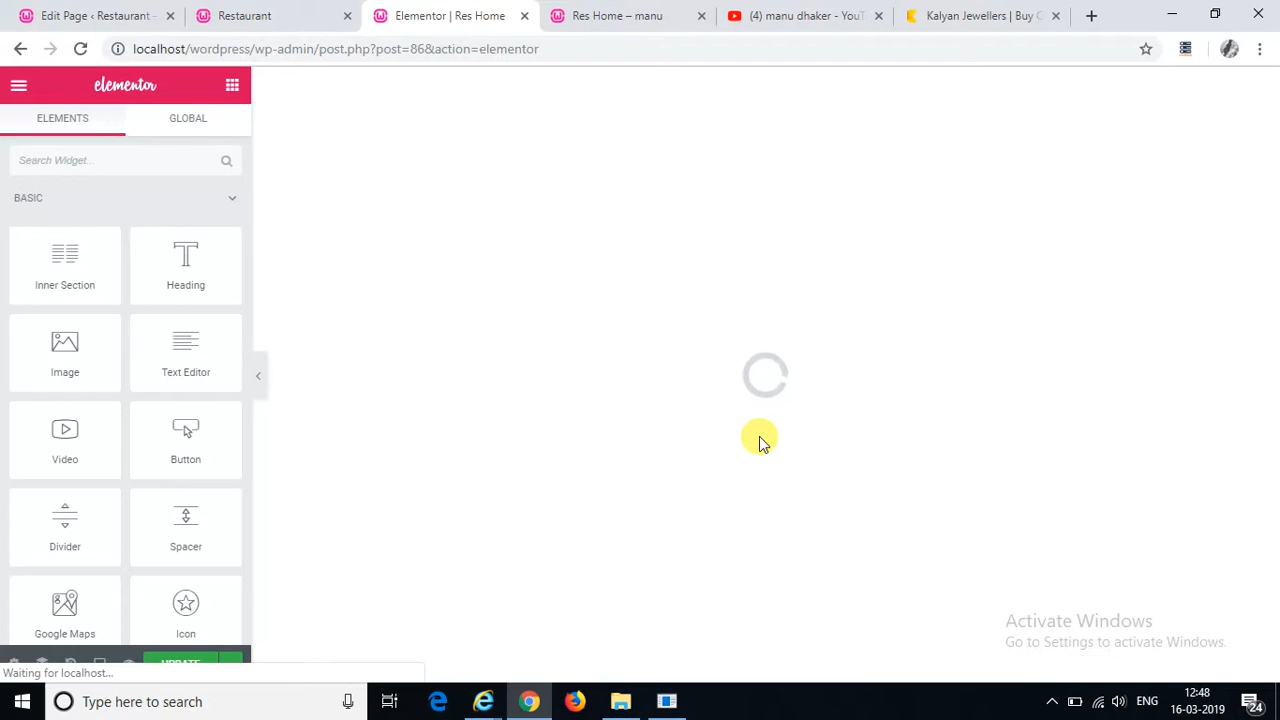 Edit Page ‹ Restaurant -
Restaurant
Elementor | Res Home
Res Home – manu
(4) manu dhaker - YouT
Kalyan Jewellers | Buy G
localhost/wordpress/wp-admin/post.php?post=86&action=elementor
elementor
ELEMENTS
GLOBAL
Search Widget...
BASIC
Inner Section
Heading
Image
Text Editor
Video
Button
Divider
Spacer
Google Maps
Icon
UPDATE
Waiting for localhost...
Activate Windows
Go to Settings to activate Windows.
Type here to search
ENG
12:48
16-03-2019
24